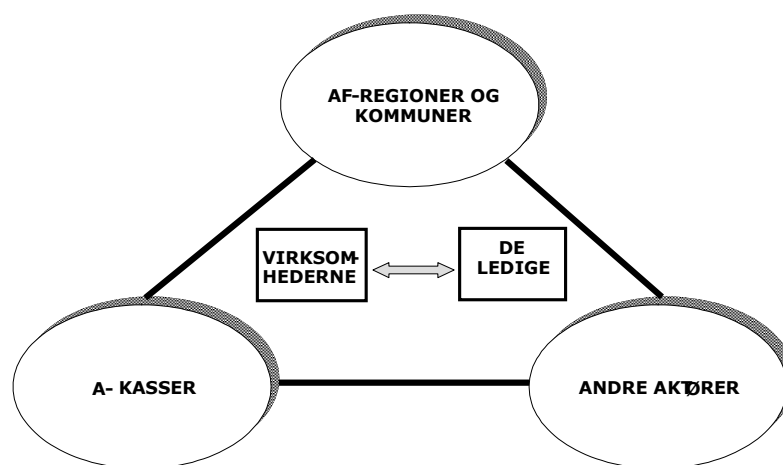 AF-REGIONER OG
KOMMUNER
VIRKSOM-
HEDERNE
DE
LEDIGE
A- KASSER
ANDRE AKTØRER